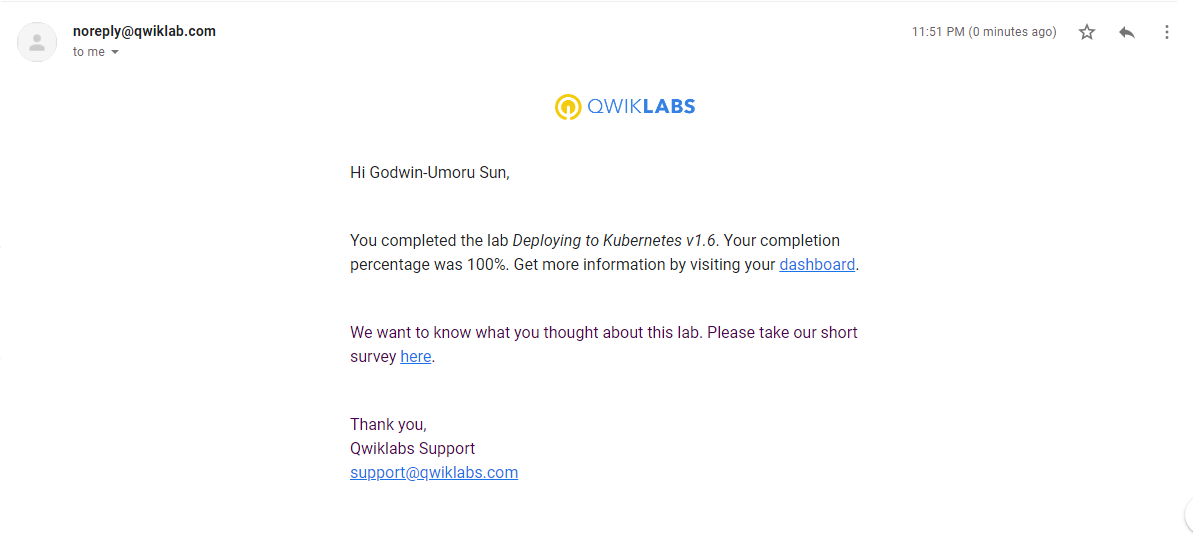 noreply@qwiklab.com
11:51 PM (0 minutes ago)
to me
QWIKLABS
Hi Godwin-Umoru Sun,
You completed the lab Deploying to Kubernetes v1.6. Your completion
percentage was 100%. Get more information by visiting your dashboard.
We want to know what you thought about this lab. Please take our short
survey here.
Thank you,
Qwiklabs Support
support@qwiklabs.com